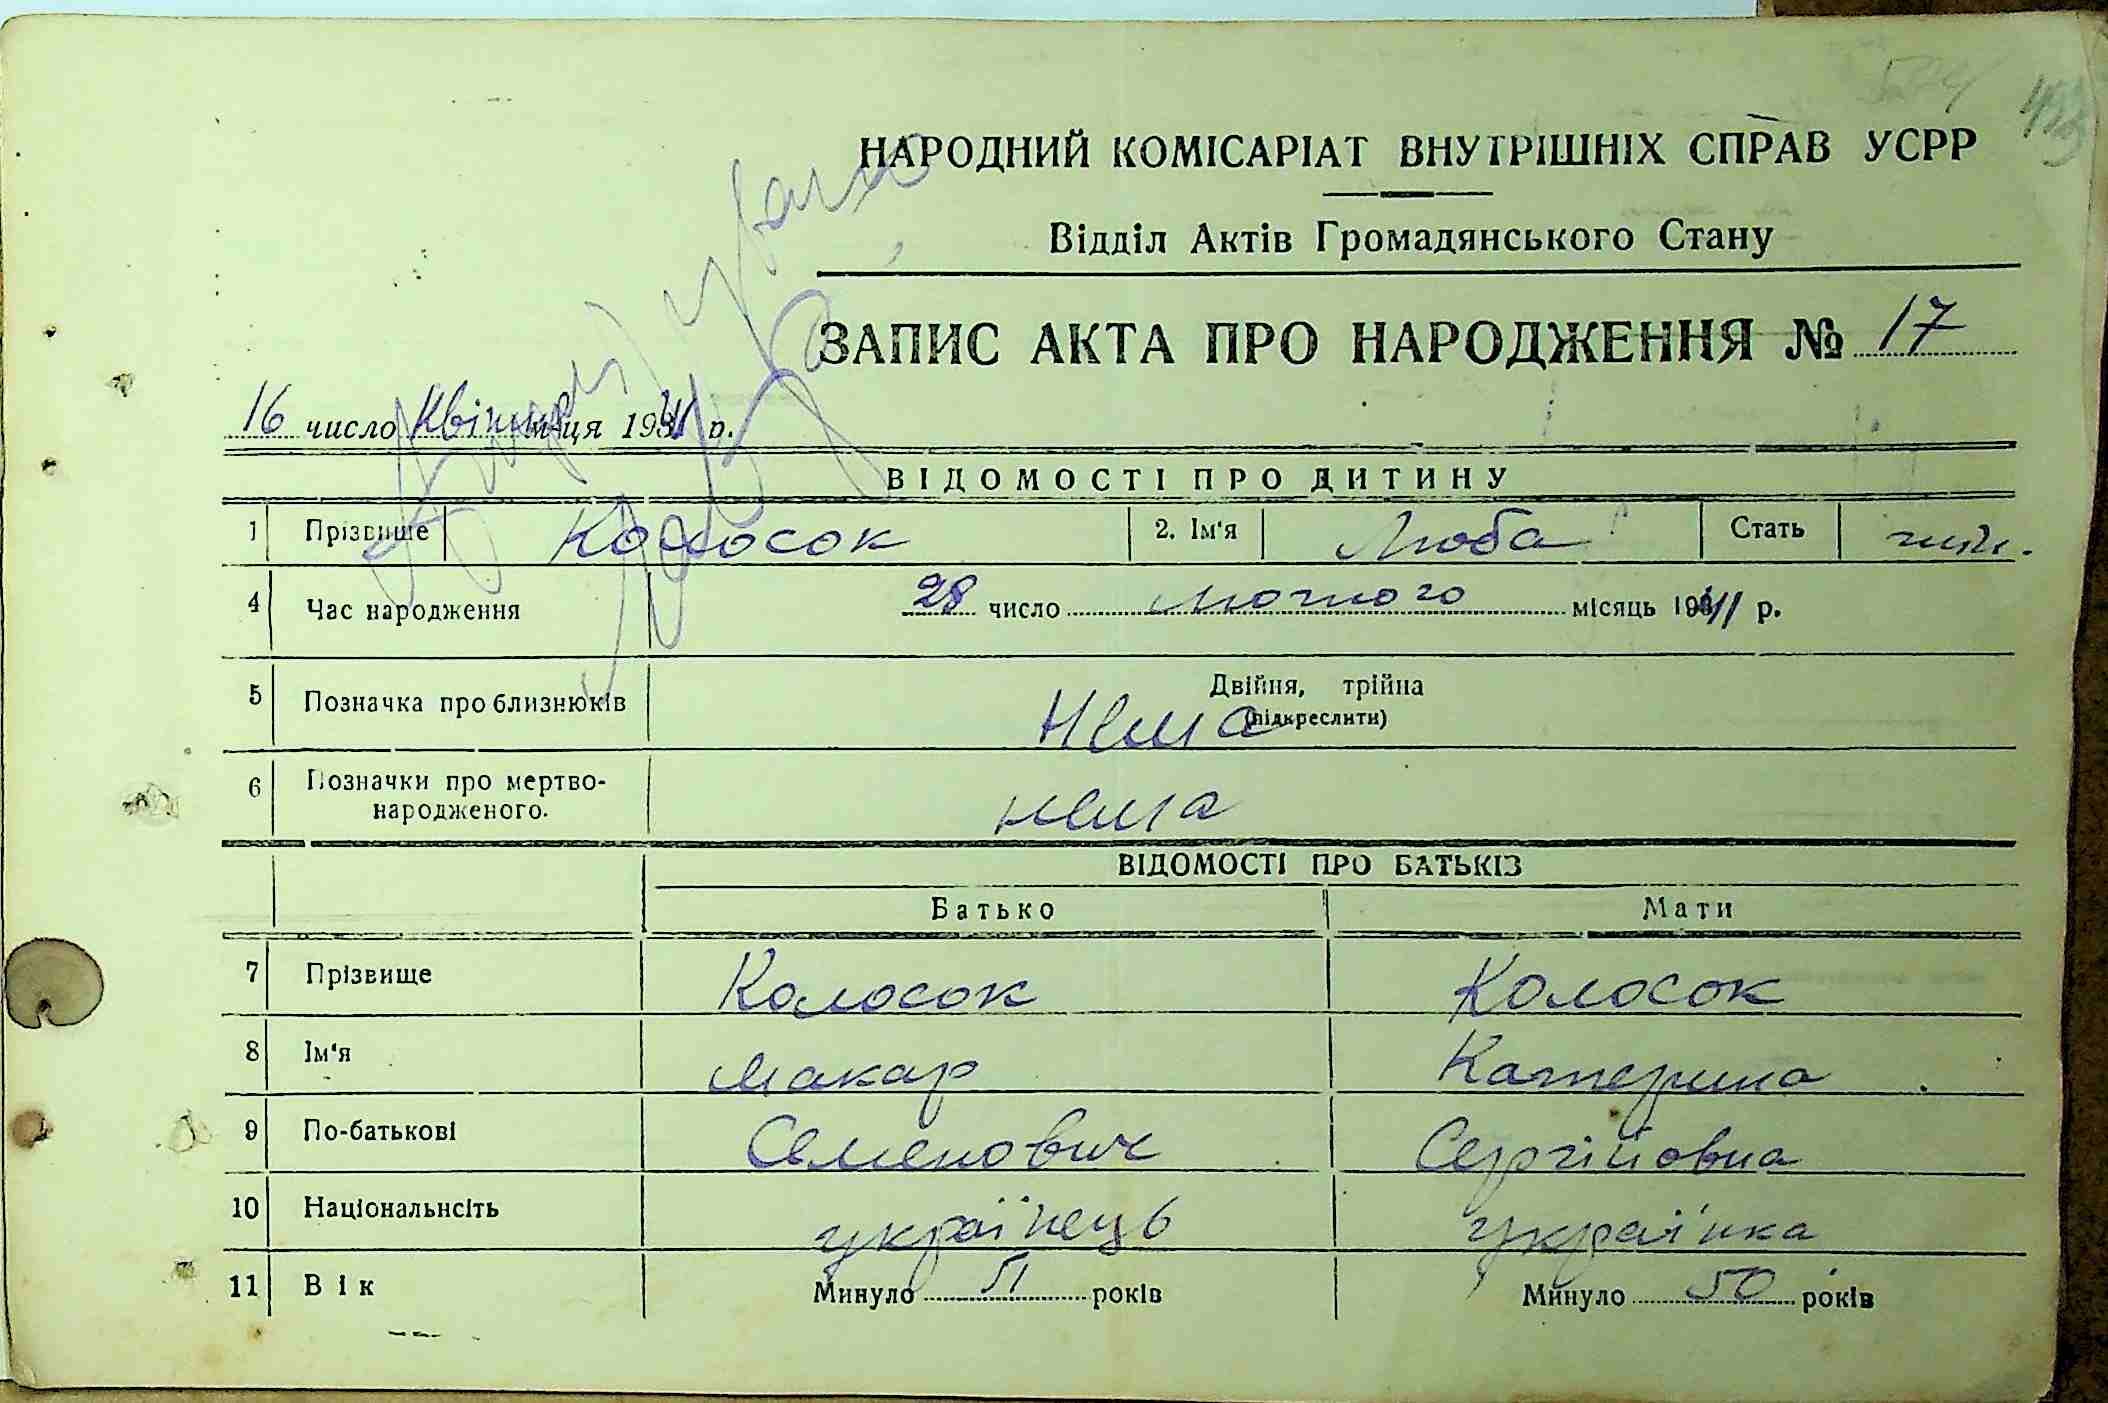 НАРОДНИЙ КОМІСАРІАТ ВНУТРІШНІХ СПРАВ УСРР
Відділ Актів Громадянського Стану
ЗАПИС АКТА ПРО НАРОДЖЕННЯ № 17
16 число Квітня м-ця 1941 р.
ВІДОМОСТІ ПРО ДИТИНУ
1 Прізвище Колосок 2. Ім'я Люба Стать жін.
4 Час народження 28 число Лютого місяць 1941 р.
5 Позначка про близнюків Двійня, трійна
(підкреслити) Нема
6 Позначки про мертво-
народженого. нема
ВІДОМОСТІ ПРО БАТЬКІВ
Батько Мати
7 Прізвище Колосок Колосок
8 Ім'я Макар Катерина
9 По-батькові Семенович Сергійовна
10 Національність українець українка
11 Вік Минуло 51 років Минуло 50 років